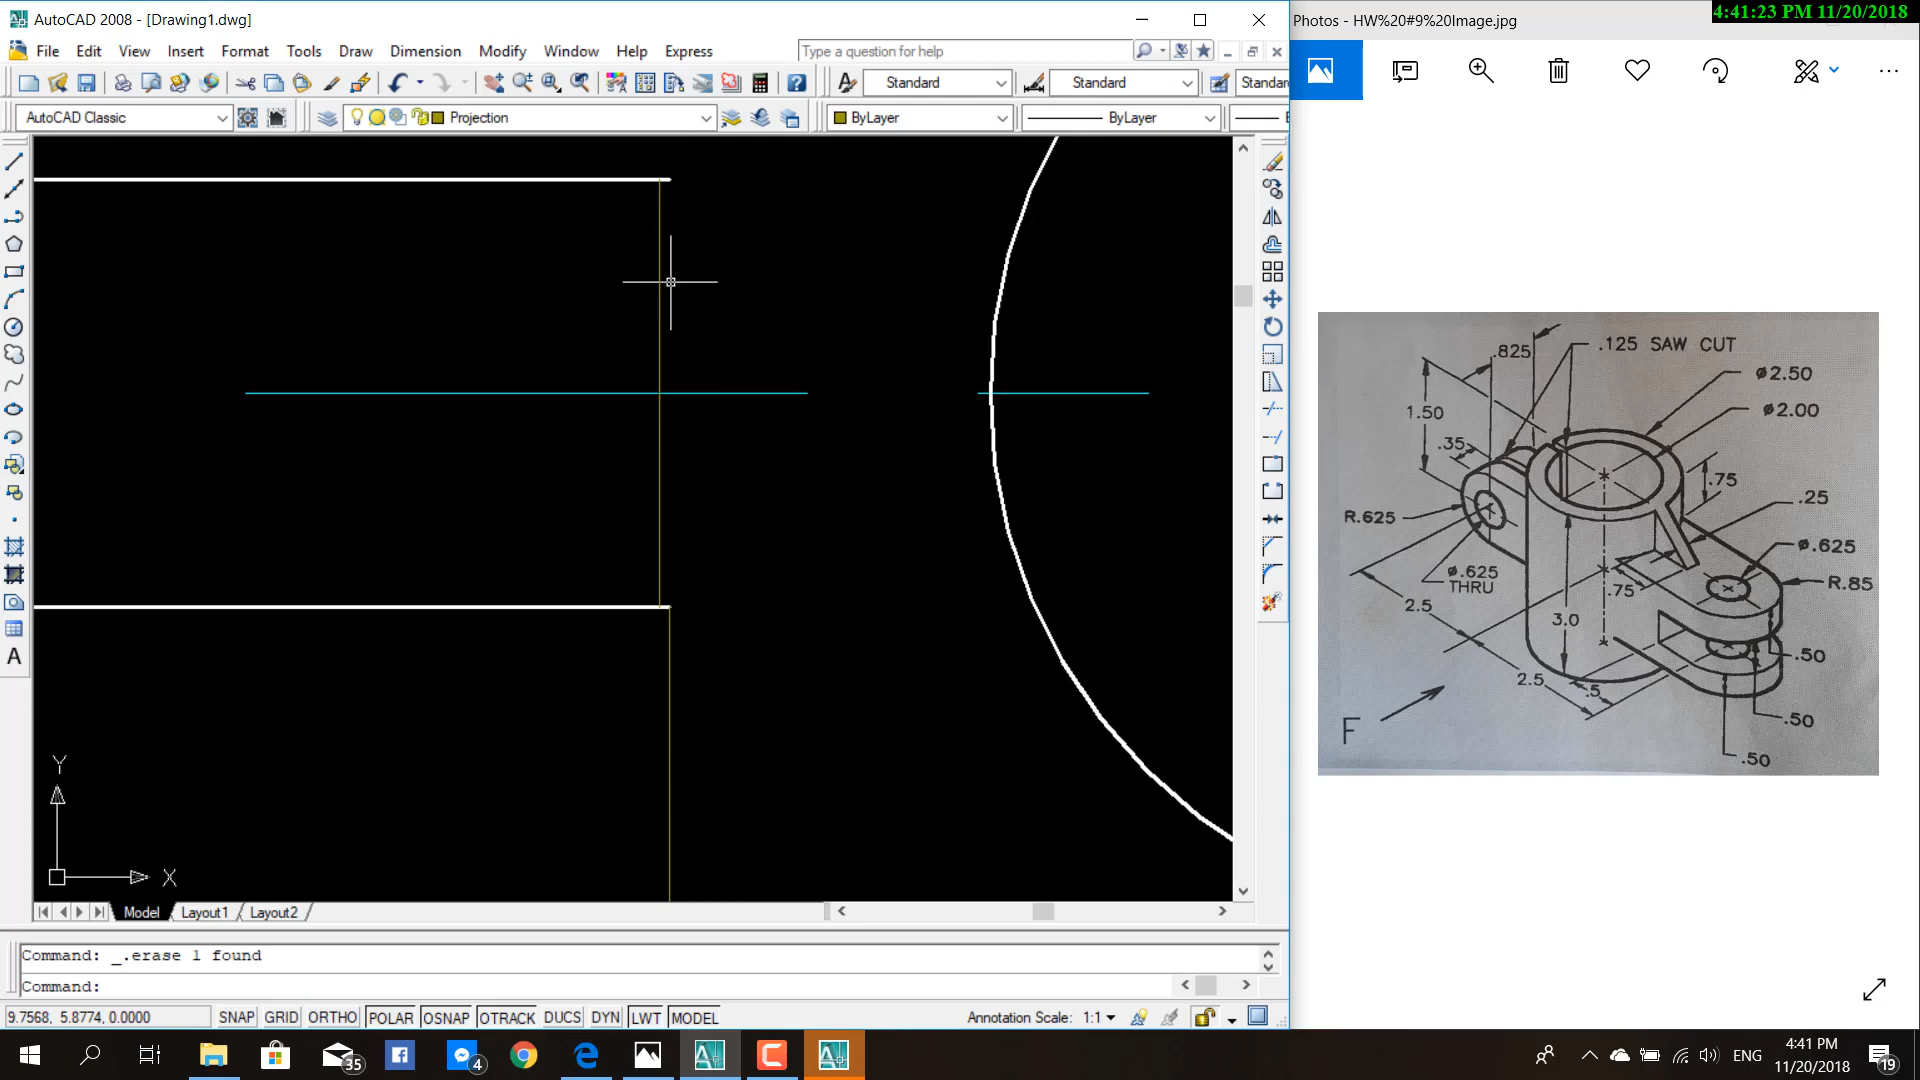 AutoCAD 2008 - [Drawing1.dwg]
Photos - HW%20#9%20Image.jpg
4:41:23 PM 11/20/2018
File Edit View Insert Format Tools Draw Dimension Modify Window Help Express
Type a question for help
Standard
Standard
Standar
AutoCAD Classic
Projection
ByLayer
ByLayer
Y
X
Model Layout1 Layout2
Command: _.erase 1 found
Command:
9.7568, 5.8774, 0.0000
SNAP GRID ORTHO POLAR OSNAP OTRACK DUCS DYN LWT MODEL
Annotation Scale: 1:1
.825
.125 SAW CUT
ø2.50
1.50
ø2.00
.35
.75
.25
R.625
ø.625
ø.625
THRU
R.85
.75
2.5
3.0
.50
2.5
.5
.50
F
.50
35
4
ENG
4:41 PM
11/20/2018
19